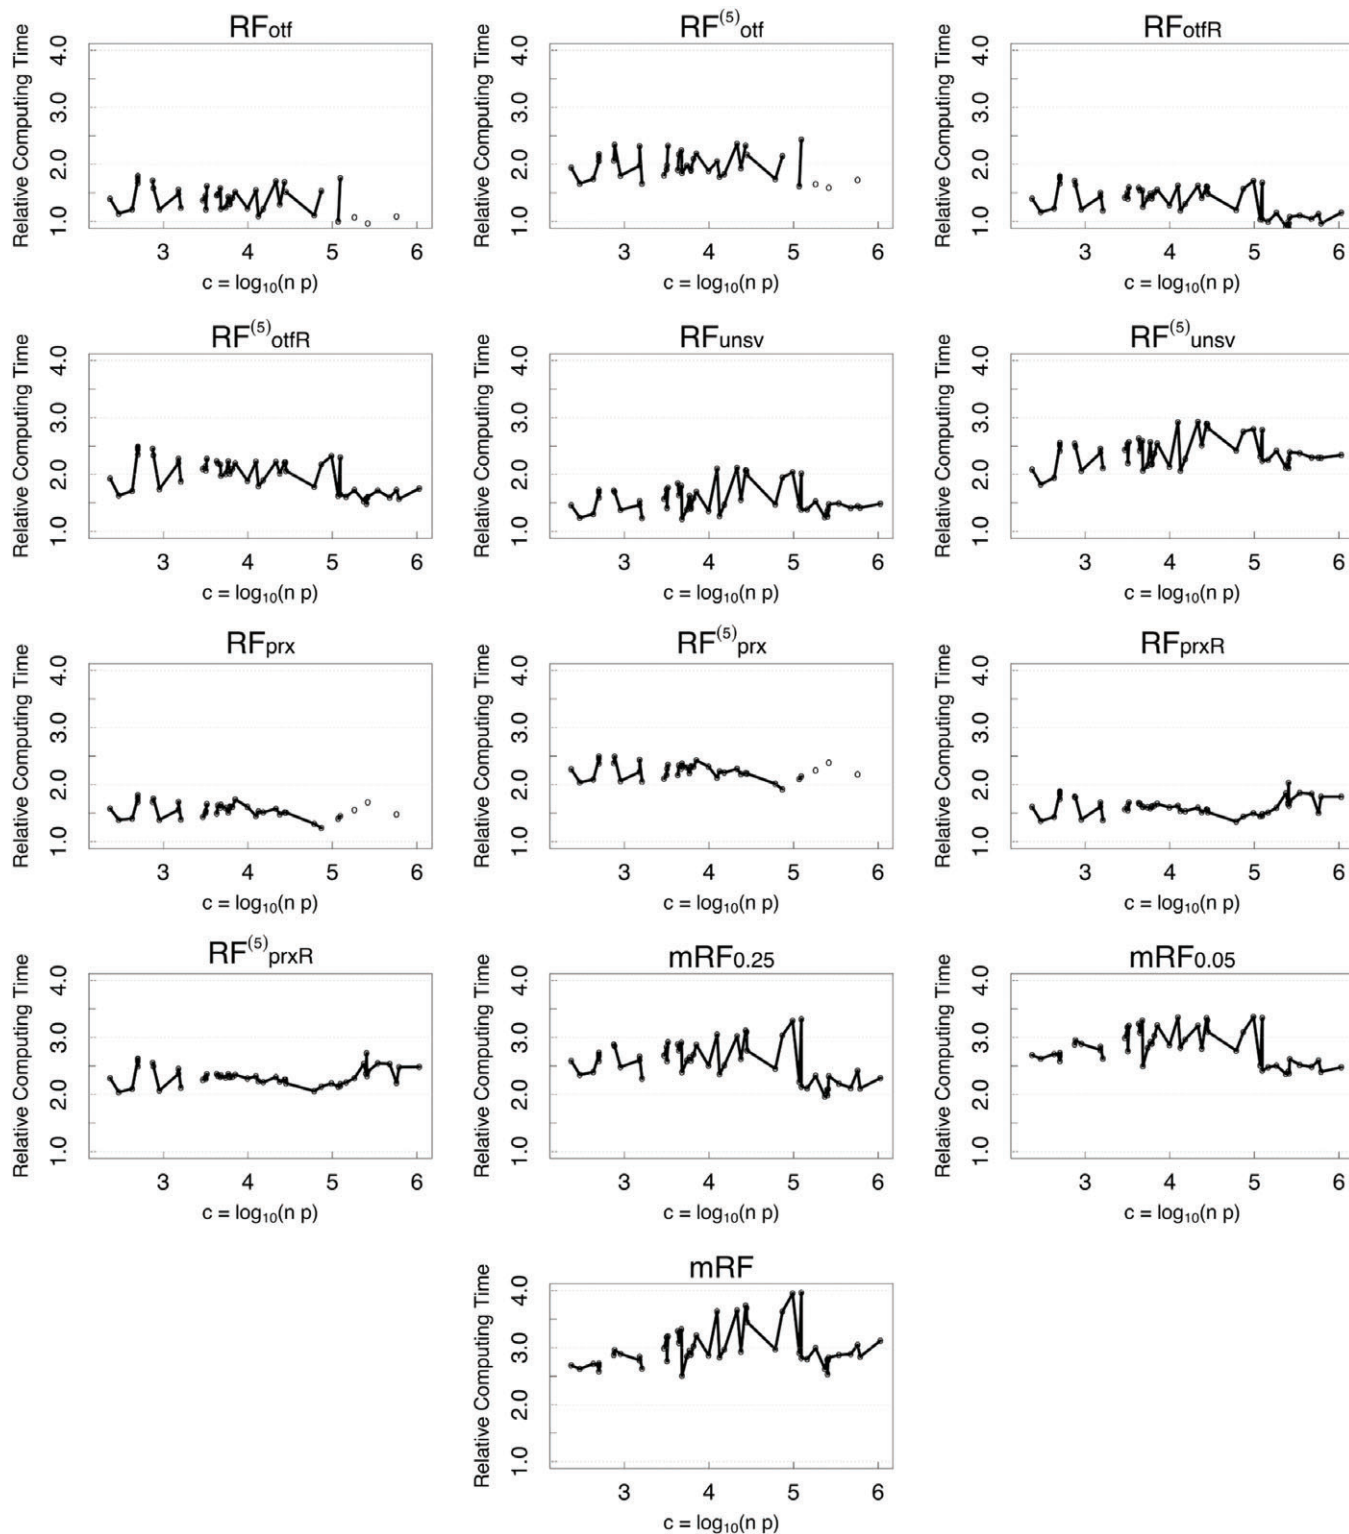 RFotf
Relative Computing Time
4.0
3.0
2.0
1.0
3 4 5 6
c = log₁₀(n p)
RF⁽⁵⁾otf
Relative Computing Time
4.0
3.0
2.0
1.0
3 4 5 6
c = log₁₀(n p)
RFotfR
Relative Computing Time
4.0
3.0
2.0
1.0
3 4 5 6
c = log₁₀(n p)
RF⁽⁵⁾otfR
Relative Computing Time
4.0
3.0
2.0
1.0
3 4 5 6
c = log₁₀(n p)
RFunsv
Relative Computing Time
4.0
3.0
2.0
1.0
3 4 5 6
c = log₁₀(n p)
RF⁽⁵⁾unsv
Relative Computing Time
4.0
3.0
2.0
1.0
3 4 5 6
c = log₁₀(n p)
RFprx
Relative Computing Time
4.0
3.0
2.0
1.0
3 4 5 6
c = log₁₀(n p)
RF⁽⁵⁾prx
Relative Computing Time
4.0
3.0
2.0
1.0
3 4 5 6
c = log₁₀(n p)
RFprxR
Relative Computing Time
4.0
3.0
2.0
1.0
3 4 5 6
c = log₁₀(n p)
RF⁽⁵⁾prxR
Relative Computing Time
4.0
3.0
2.0
1.0
3 4 5 6
c = log₁₀(n p)
mRF0.25
Relative Computing Time
4.0
3.0
2.0
1.0
3 4 5 6
c = log₁₀(n p)
mRF0.05
Relative Computing Time
4.0
3.0
2.0
1.0
3 4 5 6
c = log₁₀(n p)
mRF
Relative Computing Time
4.0
3.0
2.0
1.0
3 4 5 6
c = log₁₀(n p)